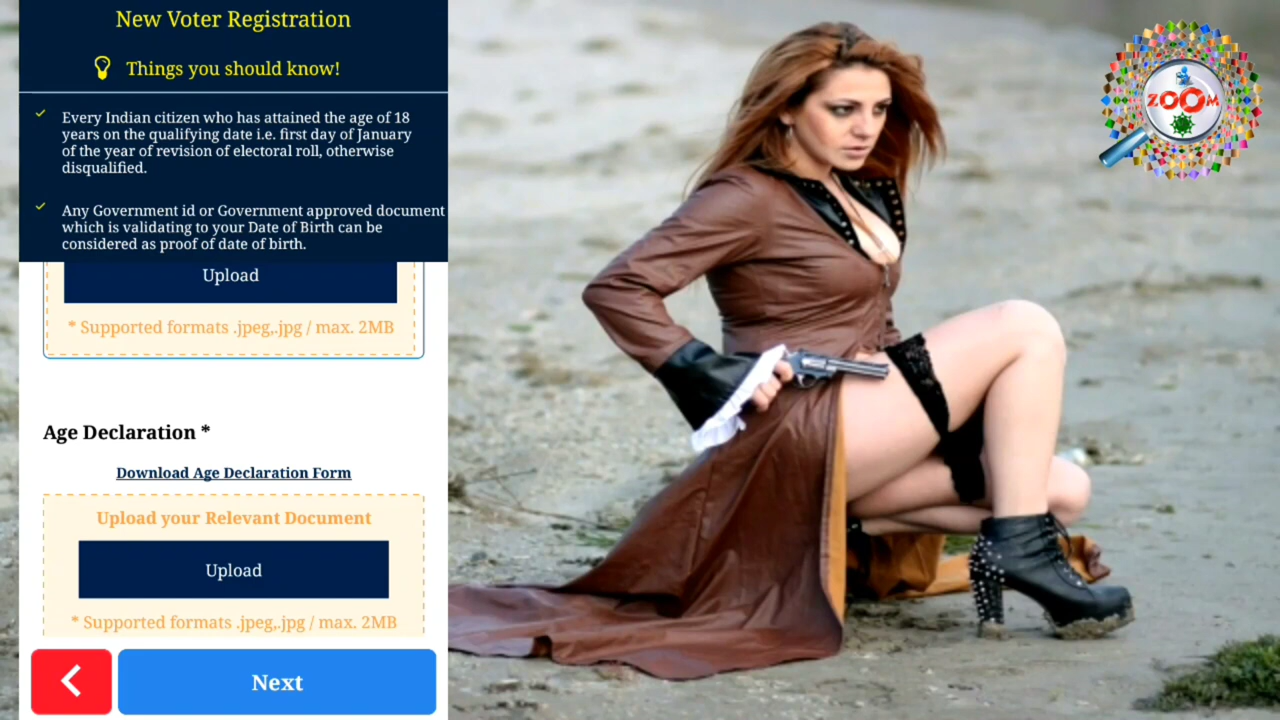 New Voter Registration
Things you should know!
Every Indian citizen who has attained the age of 18
years on the qualifying date i.e. first day of January
of the year of revision of electoral roll, otherwise
disqualified.
Any Government id or Government approved document
which is validating to your Date of Birth can be
considered as proof of date of birth.
Upload
* Supported formats .jpeg,.jpg / max. 2MB
Age Declaration *
Download Age Declaration Form
Upload your Relevant Document
Upload
* Supported formats .jpeg,.jpg / max. 2MB
Next
ZOOM